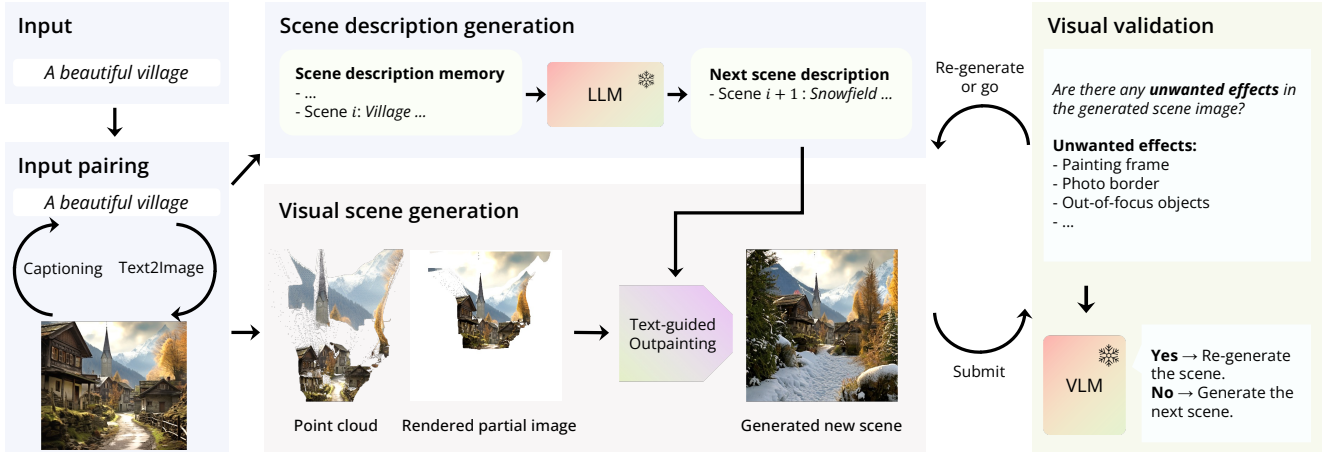 Input
A beautiful village
Input pairing
A beautiful village
Captioning
Text2Image
Scene description generation
Scene description memory
- ...
- Scene i: Village ...
LLM
Next scene description
- Scene i + 1 : Snowfield ...
Visual scene generation
Point cloud
Rendered partial image
Text-guided
Outpainting
Generated new scene
Re-generate
or go
Submit
Visual validation
Are there any unwanted effects in
the generated scene image?
Unwanted effects:
- Painting frame
- Photo border
- Out-of-focus objects
- ...
VLM
Yes → Re-generate
the scene.
No → Generate the
next scene.